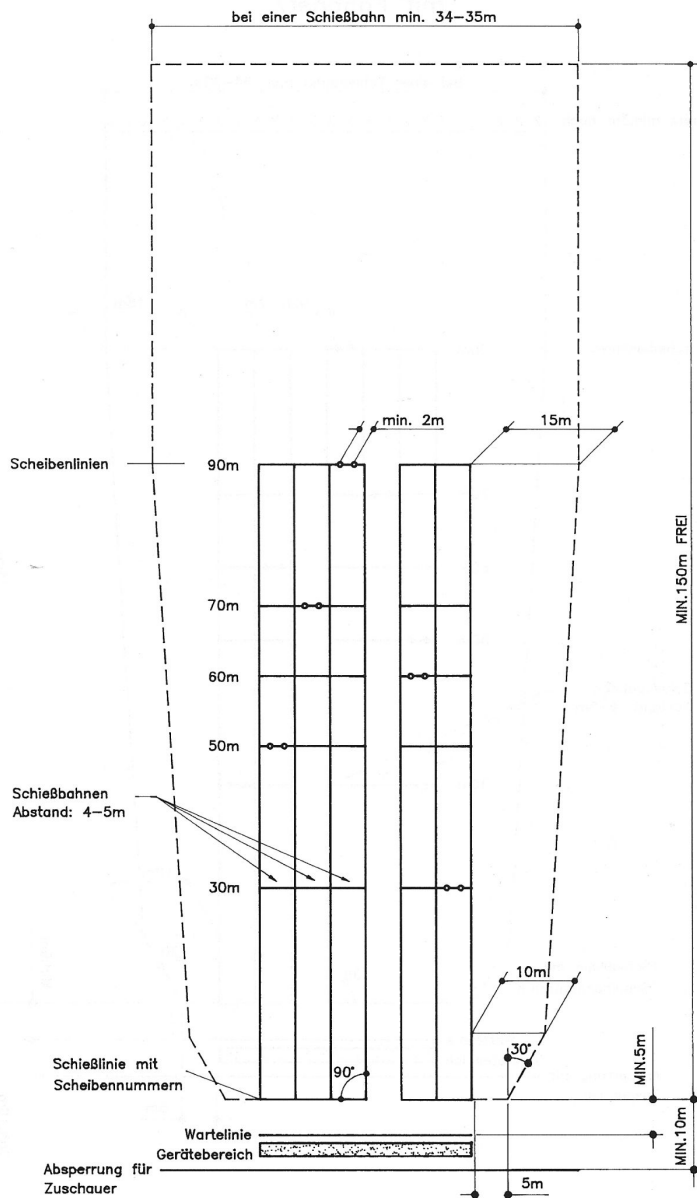 bei einer Schießbahn min. 34–35m
min. 2m
15m
Scheibenlinien
90m
MIN.150m FREI
70m
60m
50m
Schießbahnen
Abstand: 4–5m
30m
10m
30°
Schießlinie mit
Scheibennummern
90°
MIN.5m
Wartelinie
Gerätebereich
MIN.10m
Absperrung für
Zuschauer
5m